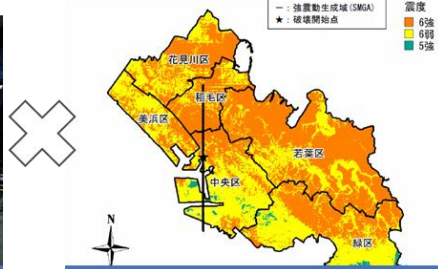 ─ : 強震動生成域(SMGA)
★ : 破壊開始点
震度
6強
6弱
5強
花見川区
稲毛区
美浜区
若葉区
中央区
緑区
N